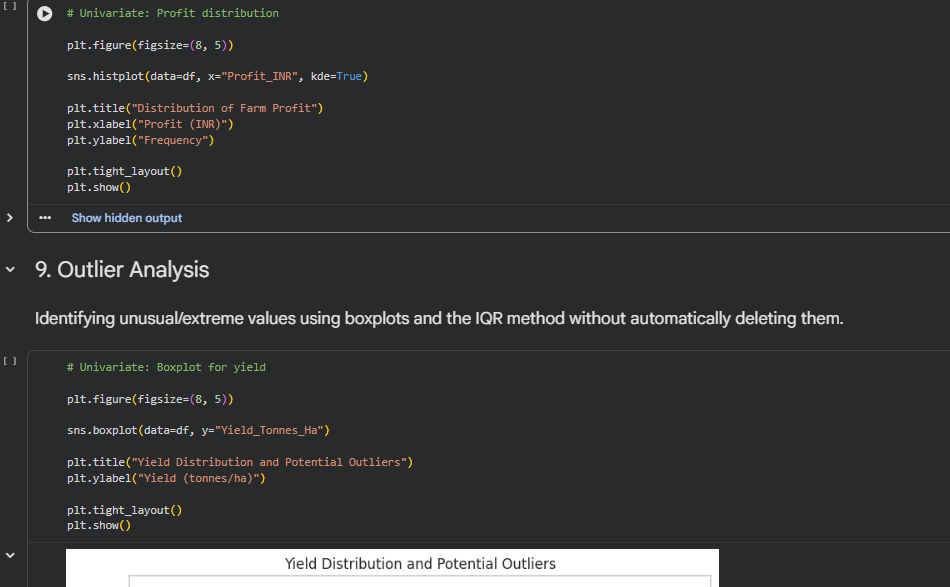 [ ]
# Univariate: Profit distribution
plt.figure(figsize=(8, 5))
sns.histplot(data=df, x="Profit_INR", kde=True)
plt.title("Distribution of Farm Profit")
plt.xlabel("Profit (INR)")
plt.ylabel("Frequency")
plt.tight_layout()
plt.show()
Show hidden output
9. Outlier Analysis
Identifying unusual/extreme values using boxplots and the IQR method without automatically deleting them.
[ ]
# Univariate: Boxplot for yield
plt.figure(figsize=(8, 5))
sns.boxplot(data=df, y="Yield_Tonnes_Ha")
plt.title("Yield Distribution and Potential Outliers")
plt.ylabel("Yield (tonnes/ha)")
plt.tight_layout()
plt.show()
Yield Distribution and Potential Outliers